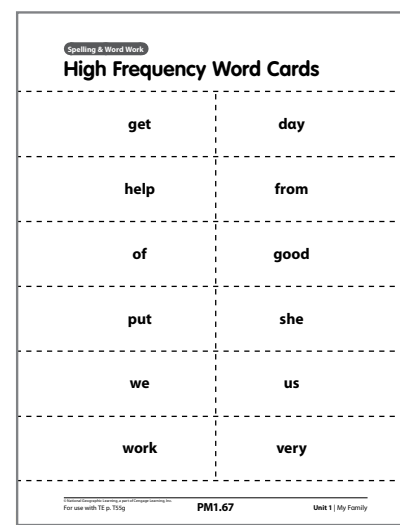 Spelling & Word Work
High Frequency Word Cards
get day
help from
of good
put she
we us
work very
© National Geographic Learning, a part of Cengage Learning, Inc.
For use with TE p. T55g PM1.67 Unit 1 | My Family